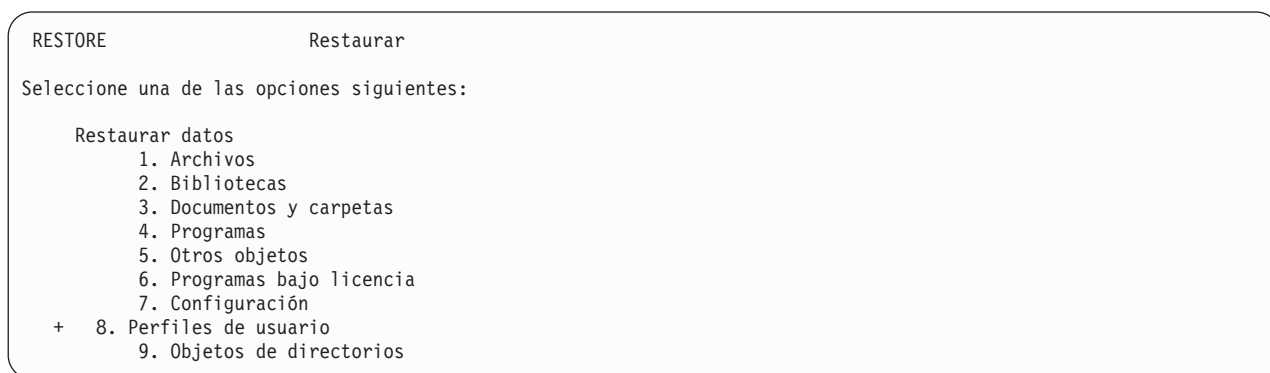 RESTORE Restaurar
Seleccione una de las opciones siguientes:
Restaurar datos
1. Archivos
2. Bibliotecas
3. Documentos y carpetas
4. Programas
5. Otros objetos
6. Programas bajo licencia
7. Configuración
+ 8. Perfiles de usuario
9. Objetos de directorios